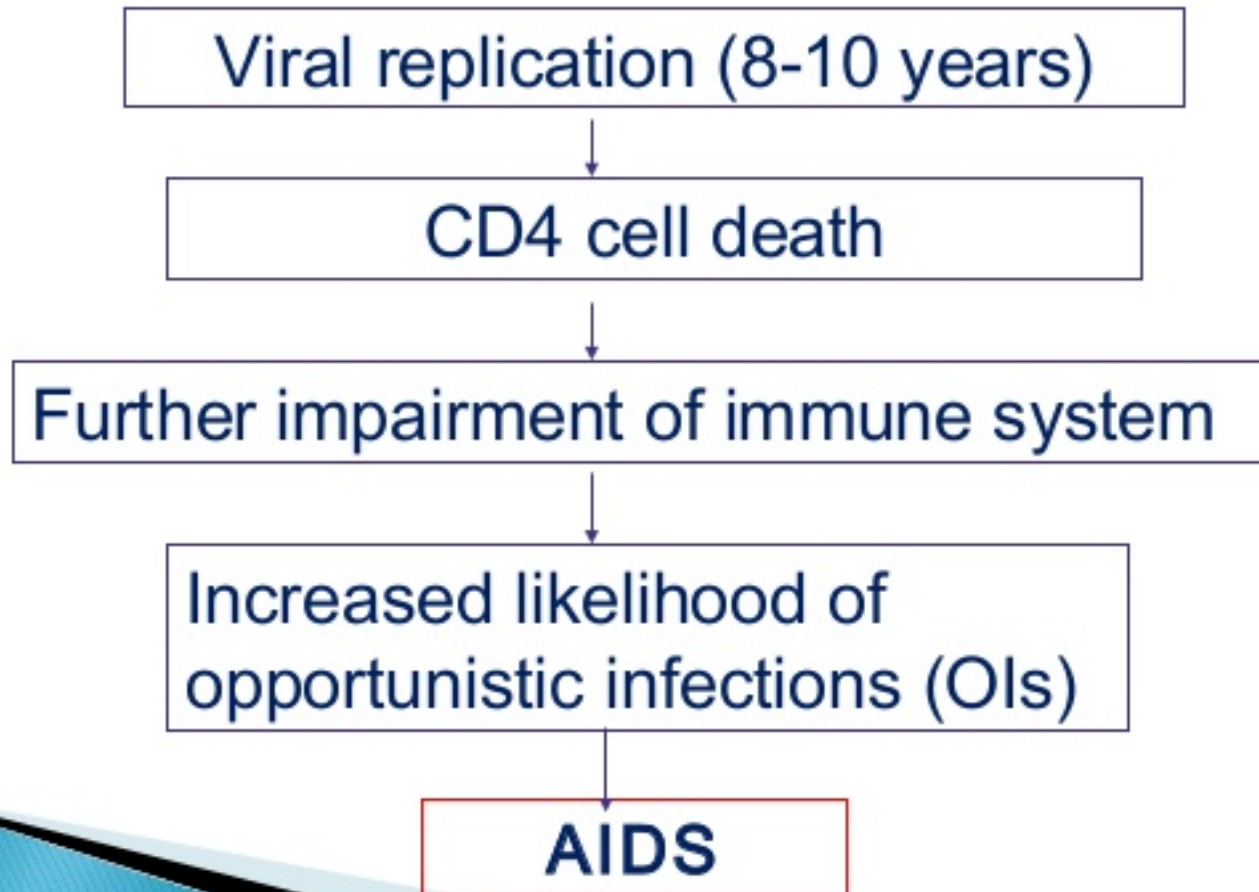 Viral replication (8-10 years)
CD4 cell death
Further impairment of immune system
Increased likelihood of
opportunistic infections (OIs)
AIDS